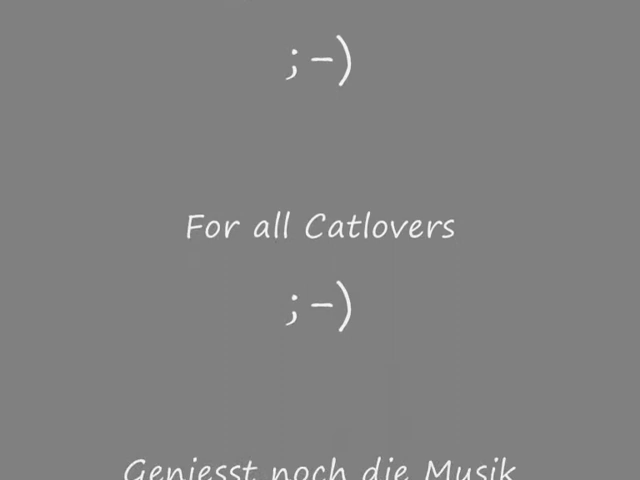 ;-)
For all Catlovers
;-)
Geniesst noch die Musik